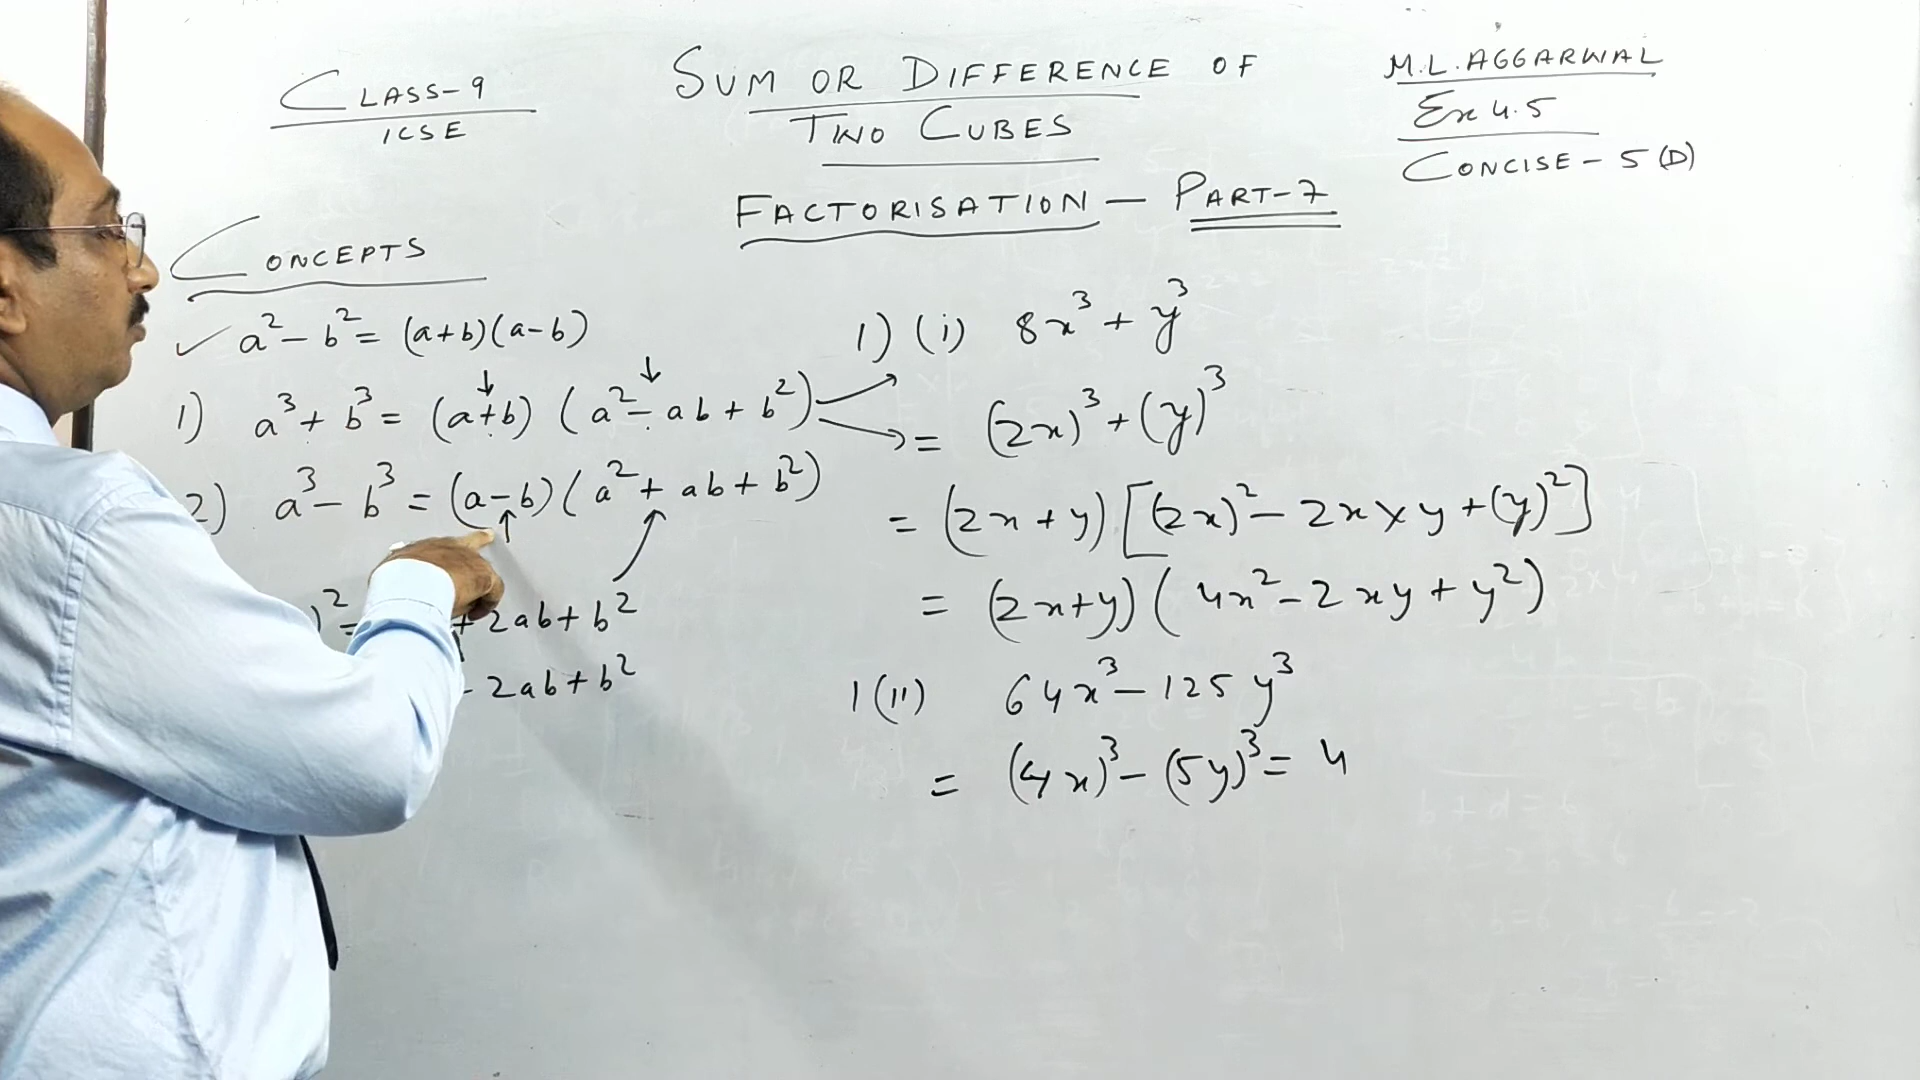 CLASS-9
ICSE
SUM OR DIFFERENCE OF
TWO CUBES
FACTORISATION — PART-7
M.L.AGGARWAL
Ex 4.5
CONCISE - 5(D)
CONCEPTS
✓ a² - b² = (a+b)(a-b)
1) a³ + b³ = (a+b) (a² - ab + b²)
2) a³ - b³ = (a-b)(a² + ab + b²)
)² = + 2ab + b²
- 2ab + b²
1) (i) 8x³ + y³
= (2x)³ + (y)³
= (2x+y) [(2x)² - 2x × y + (y)²]
= (2x+y) (4x² - 2xy + y²)
1(ii) 64x³ - 125y³
= (4x)³ - (5y)³ = 4